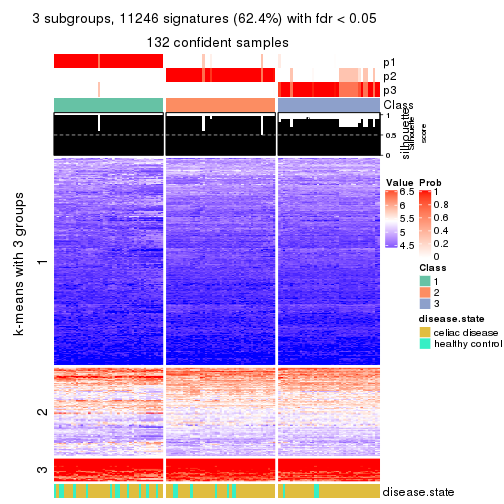 3 subgroups, 11246 signatures (62.4%) with fdr < 0.05
132 confident samples
p1
p2
p3
Class
1
0.5
0
silhouette
Silhouette
score
k-means with 3 groups
1
2
3
disease.state
Value
6.5
6
5.5
5
4.5
Prob
1
0.8
0.6
0.4
0.2
0
Class
1
2
3
disease.state
celiac disease
healthy control